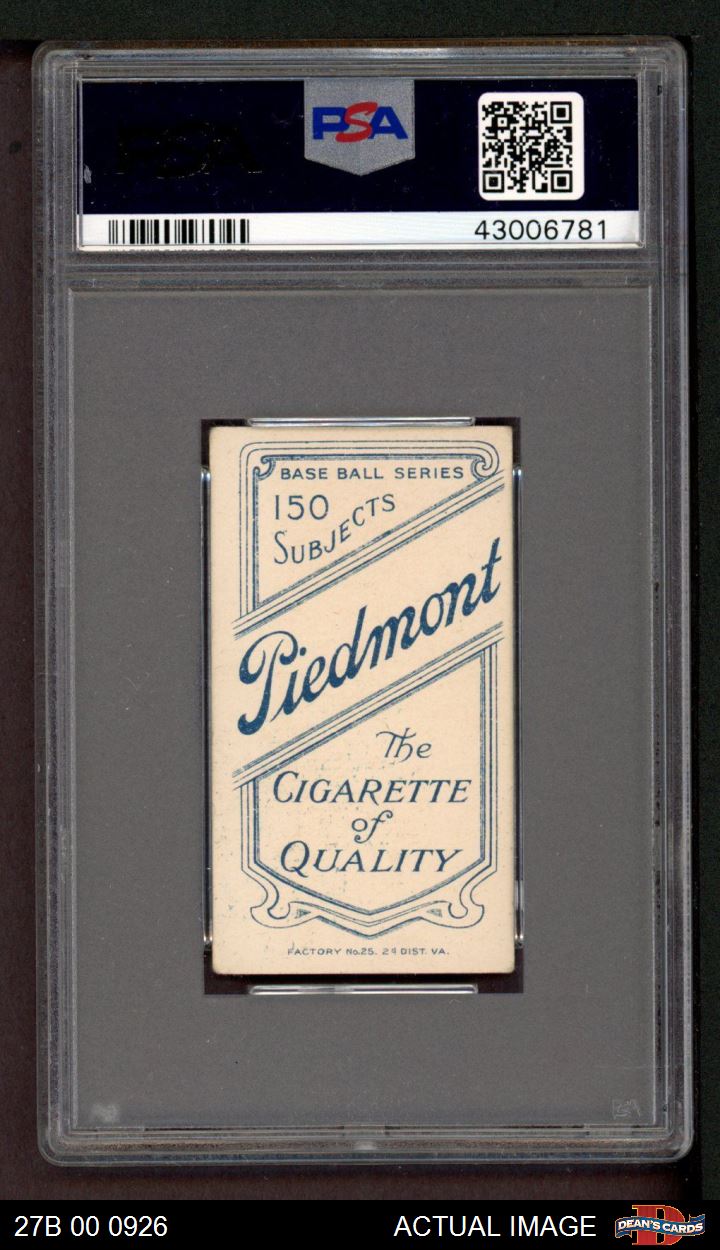 PSA
PSA
43006781
BASE BALL SERIES
150
SUBJECTS
Piedmont
The
CIGARETTE
of
QUALITY
FACTORY No.25. 2d DIST. VA.
27B 00 0926
ACTUAL IMAGE
D
DEAN'S CARDS